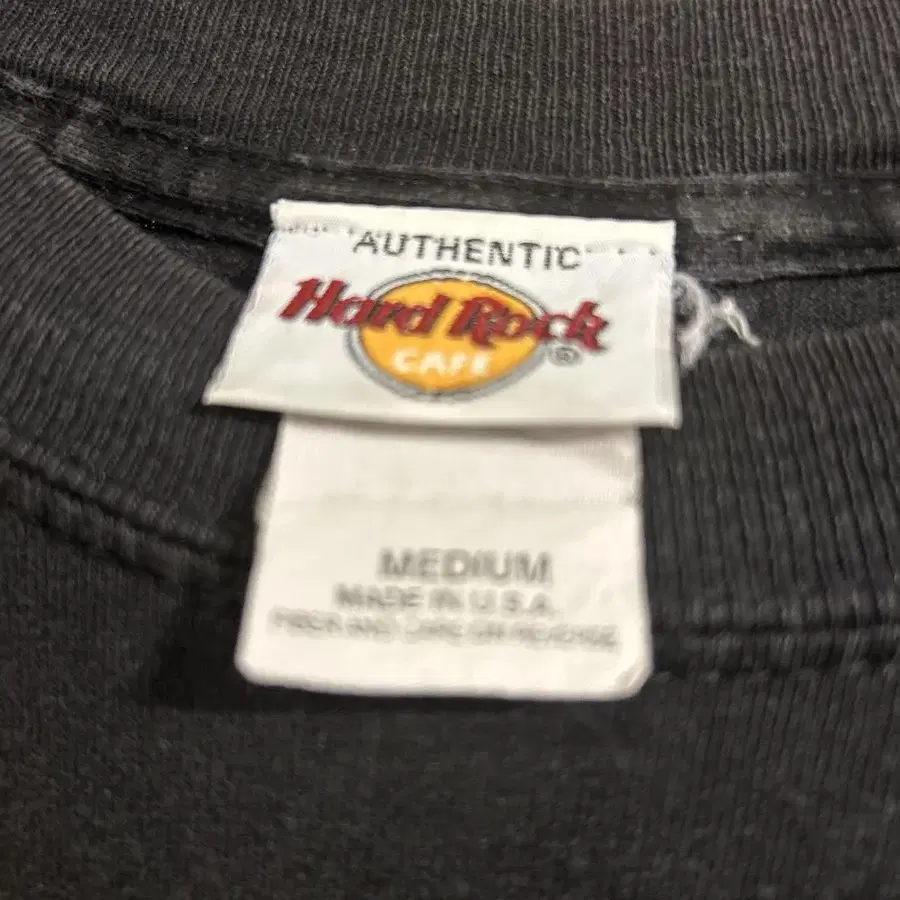 AUTHENTIC
Hard Rock
CAFE
®
MEDIUM
MADE IN U.S.A.
FIBER AND CARE ON REVERSE